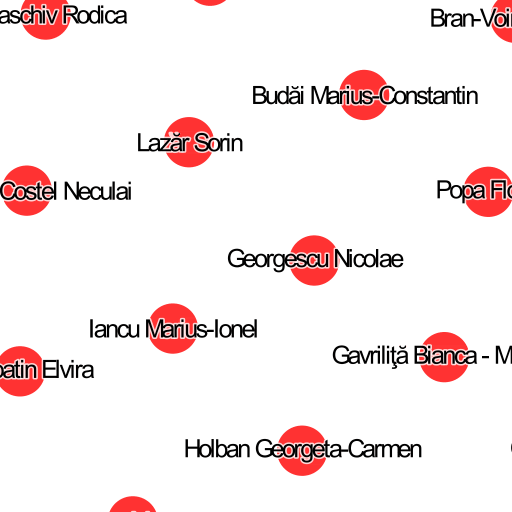 aschiv Rodica
Bran-Voi
Budăi Marius-Constantin
Lazăr Sorin
Costel Neculai
Popa Flo
Georgescu Nicolae
Iancu Marius-Ionel
Gavriliţă Bianca - M
atin Elvira
Holban Georgeta-Carmen